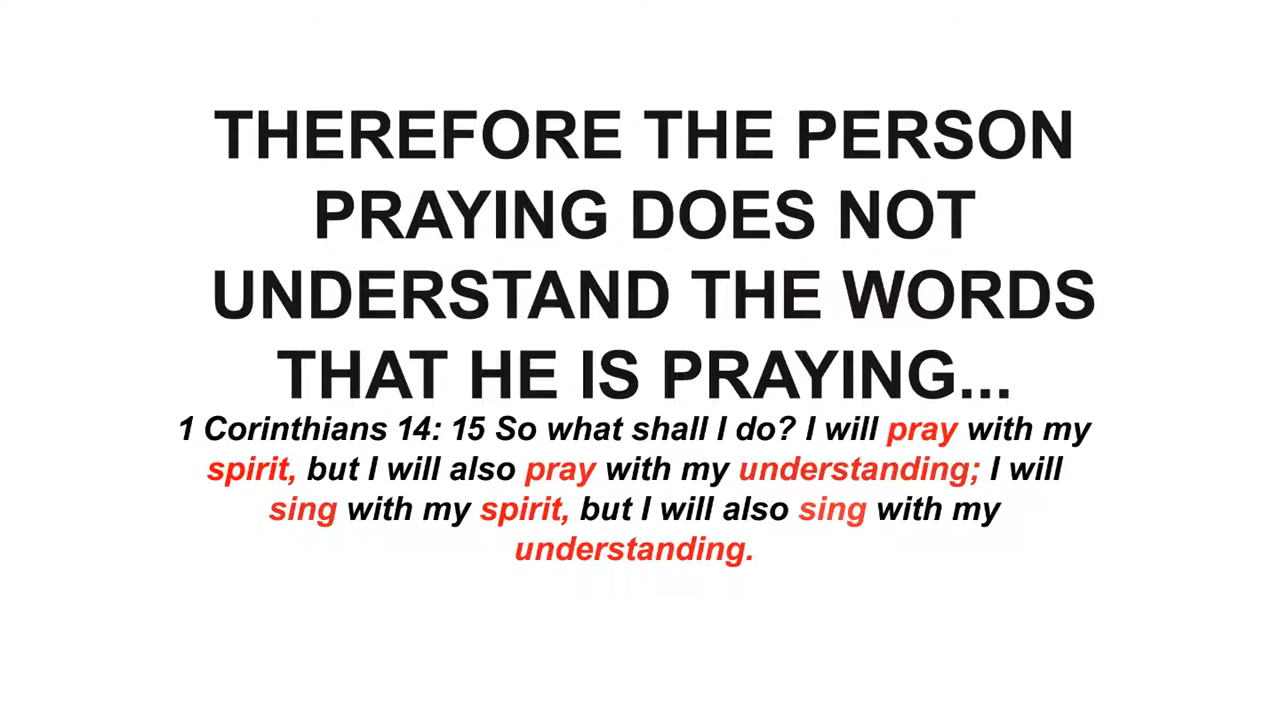 THEREFORE THE PERSON
PRAYING DOES NOT
UNDERSTAND THE WORDS
THAT HE IS PRAYING...
1 Corinthians 14: 15 So what shall I do? I will pray with my
spirit, but I will also pray with my understanding; I will
sing with my spirit, but I will also sing with my
understanding.